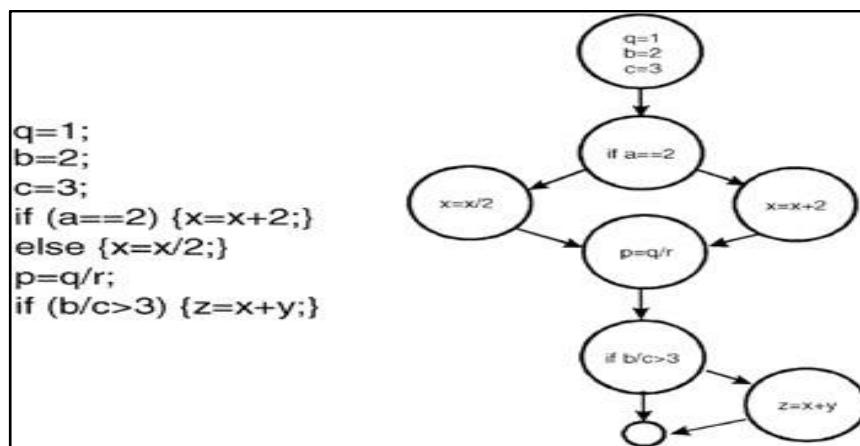 q=1;
b=2;
c=3;
if (a==2) {x=x+2;}
else {x=x/2;}
p=q/r;
if (b/c>3) {z=x+y;}
q=1
b=2
c=3
if a==2
x=x/2
x=x+2
p=q/r
if b/c>3
z=x+y